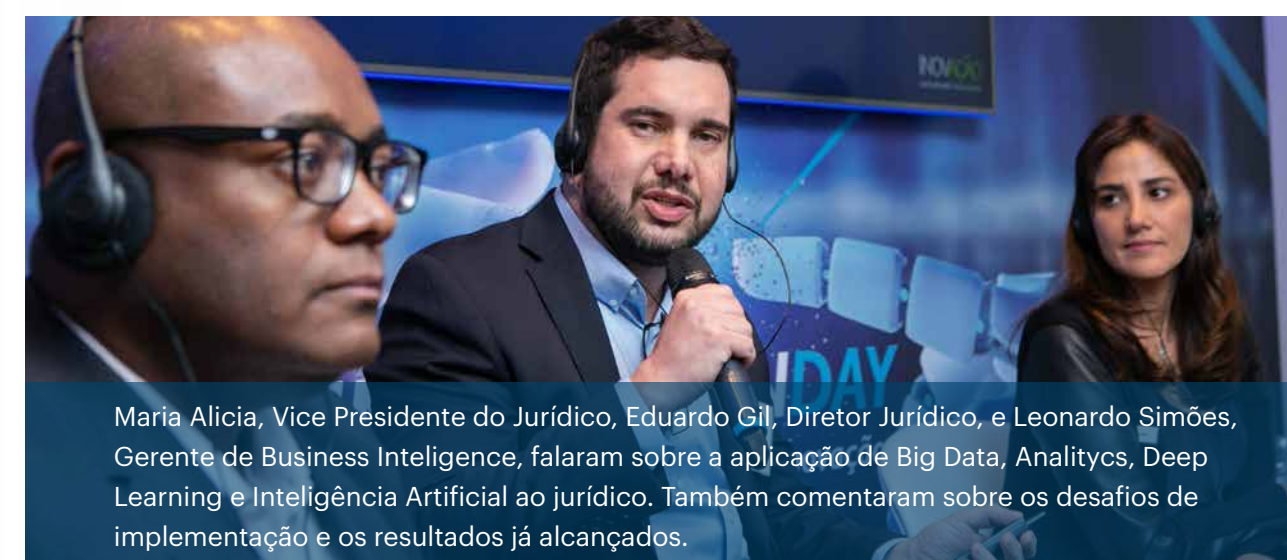 INOVAÇÃO
DAY
Maria Alicia, Vice Presidente do Jurídico, Eduardo Gil, Diretor Jurídico, e Leonardo Simões,
Gerente de Business Inteligence, falaram sobre a aplicação de Big Data, Analitycs, Deep
Learning e Inteligência Artificial ao jurídico. Também comentaram sobre os desafios de
implementação e os resultados já alcançados.